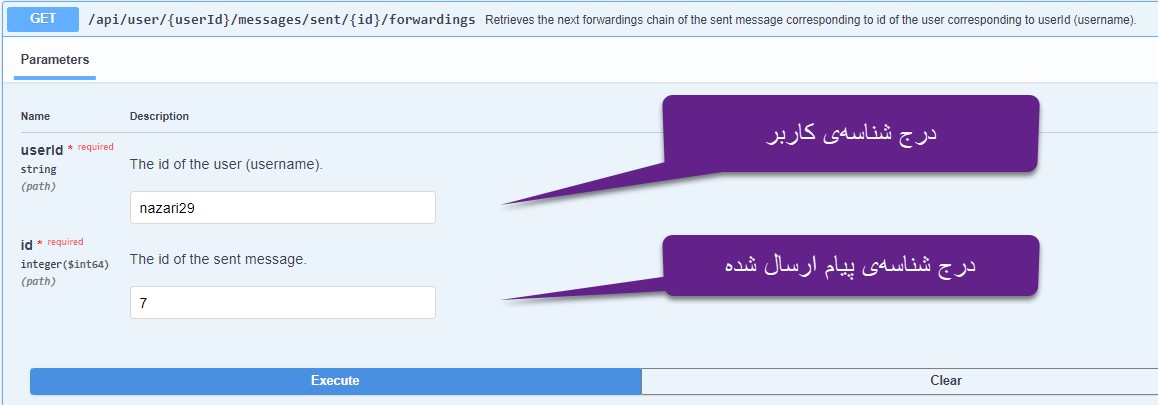 GET /api/user/{userId}/messages/sent/{id}/forwardings Retrieves the next forwardings chain of the sent message corresponding to id of the user corresponding to userId (username).
Parameters
Name Description
userId * required
string
(path)
The id of the user (username).
nazari29
درج شناسه‌ی کاربر
id * required
integer($int64)
(path)
The id of the sent message.
7
درج شناسه‌ی پیام ارسال شده
Execute Clear